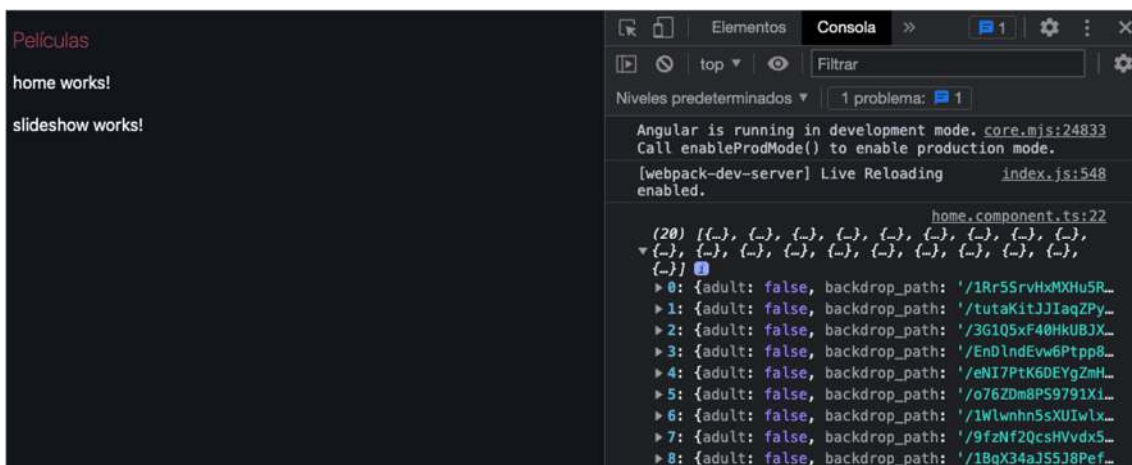 Películas
home works!
slideshow works!
Elementos Consola » 1
top ▼ Filtrar
Niveles predeterminados ▼ 1 problema: 1
Angular is running in development mode. core.mjs:24833
Call enableProdMode() to enable production mode.
[webpack-dev-server] Live Reloading index.js:548
enabled.
home.component.ts:22
(20) [{…}, {…}, {…}, {…}, {…}, {…}, {…}, {…}, {…},
▼ {…}, {…}, {…}, {…}, {…}, {…}, {…}, {…}, {…}, {…},
{…}] i
▶ 0: {adult: false, backdrop_path: '/1Rr5SrvHxMXHu5R…
▶ 1: {adult: false, backdrop_path: '/tutaKitJJIaqZPy…
▶ 2: {adult: false, backdrop_path: '/3G1Q5xF40HkUBJX…
▶ 3: {adult: false, backdrop_path: '/EnDlndEvw6Ptpp8…
▶ 4: {adult: false, backdrop_path: '/eNI7PtK6DEYgZmH…
▶ 5: {adult: false, backdrop_path: '/o76ZDm8PS9791Xi…
▶ 6: {adult: false, backdrop_path: '/1Wlwnhn5sXUIwlx…
▶ 7: {adult: false, backdrop_path: '/9fzNf2QcsHVvdx5…
▶ 8: {adult: false, backdrop_path: '/1BqX34aJS5J8Pef…